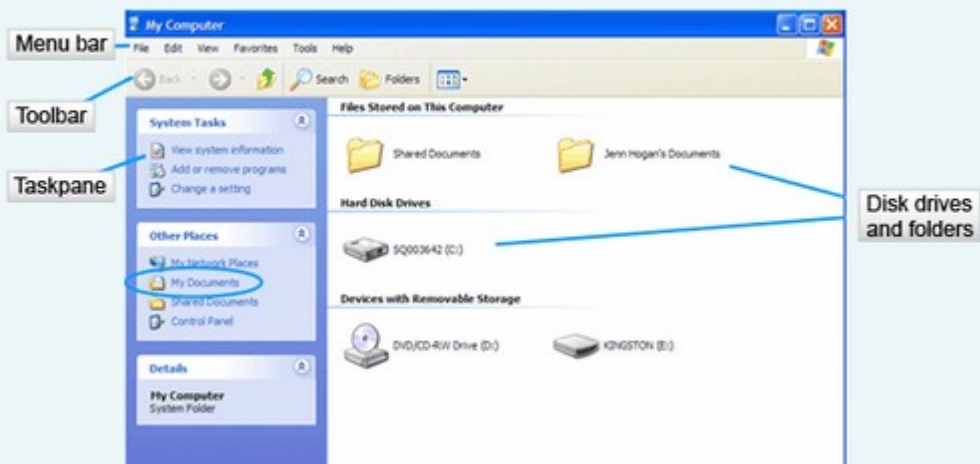 My Computer
Menu bar
File Edit View Favorites Tools Help
Toolbar
Back Search Folders
Taskpane
System Tasks
View system information
Add or remove programs
Change a setting
Other Places
My Network Places
My Documents
Shared Documents
Control Panel
Details
My Computer
System Folder
Files Stored on This Computer
Shared Documents Jenn Hogan's Documents
Hard Disk Drives
SQ003642 (C:)
Devices with Removable Storage
DVD/CD-RW Drive (D:) KINGSTON (E:)
Disk drives
and folders